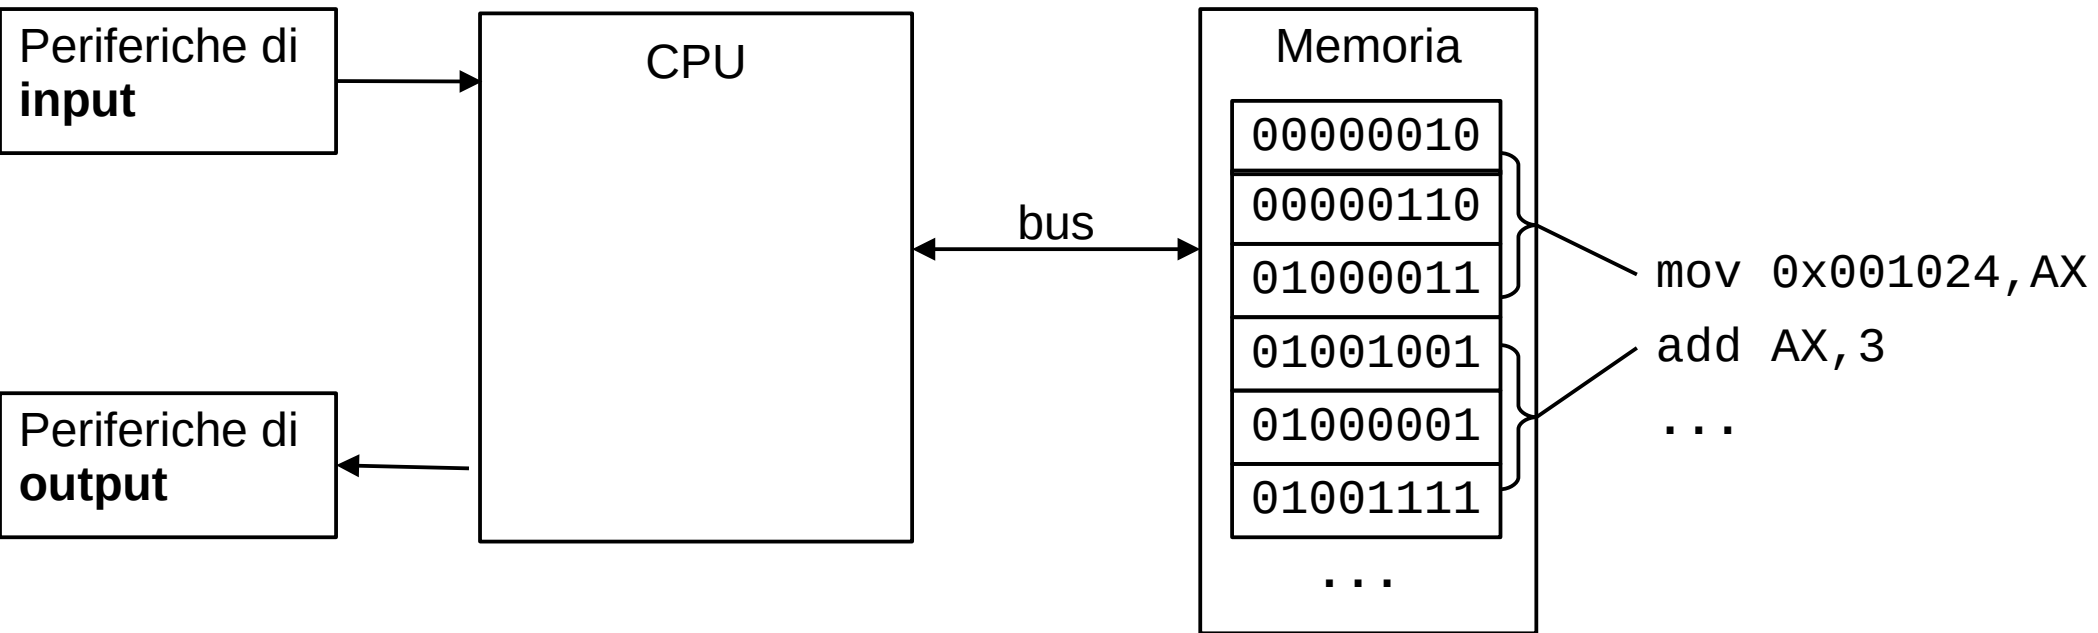 Periferiche di
input
CPU
Memoria
00000010
00000110
01000011
01001001
01000001
01001111
...
bus
mov 0x001024,AX
add AX,3
...
Periferiche di
output